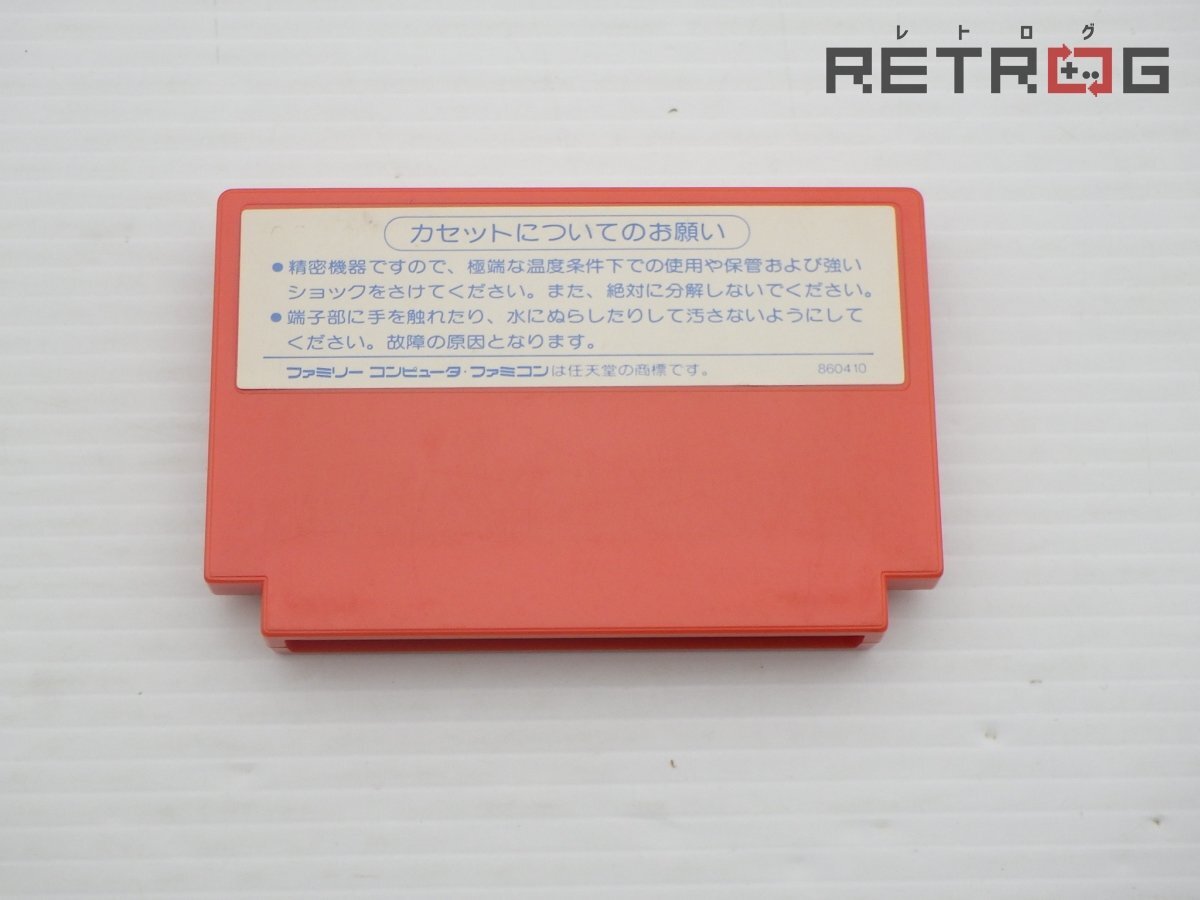 レトログ
RETROG
カセットについてのお願い
●精密機器ですので、極端な温度条件下での使用や保管および強い
ショックをさけてください。また、絶対に分解しないでください。
●端子部に手を触れたり、水にぬらしたりして汚さないようにして
ください。故障の原因となります。
ファミリー コンピュータ・ファミコンは任天堂の商標です。 860410